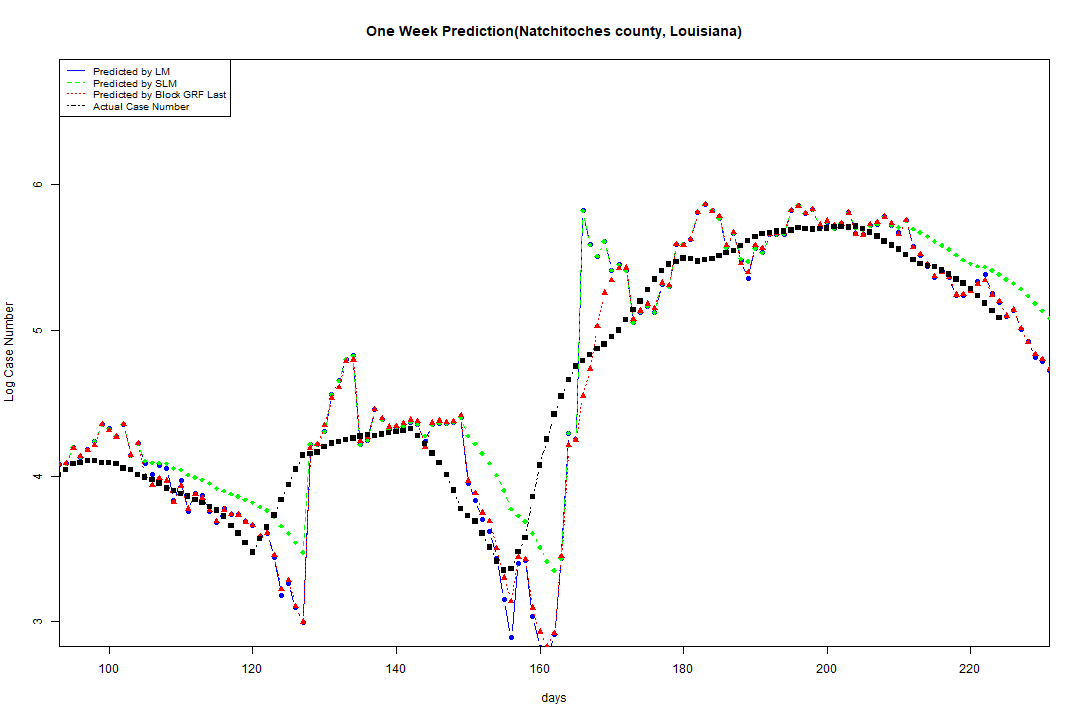 One Week Prediction(Natchitoches county, Louisiana)
Predicted by LM
Predicted by SLM
Predicted by Block GRF Last
Actual Case Number
6
5
4
3
Log Case Number
100 120 140 160 180 200 220
days